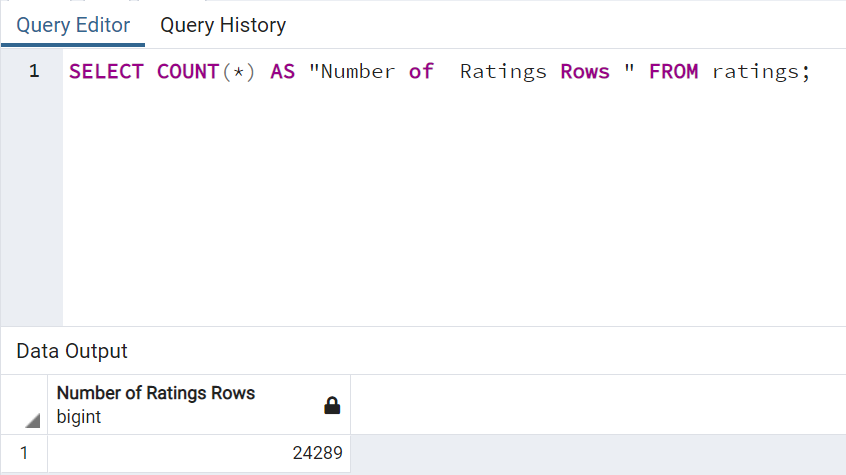 Query Editor Query History
1 SELECT COUNT(*) AS "Number of  Ratings Rows " FROM ratings;
Data Output
Number of Ratings Rows
bigint
1 24289